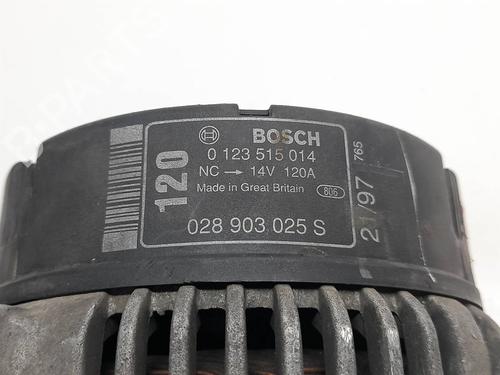 BOSCH
0 123 515 014
NC → 14V 120A
Made in Great Britain 806
028 903 025 S
120
21/97 765